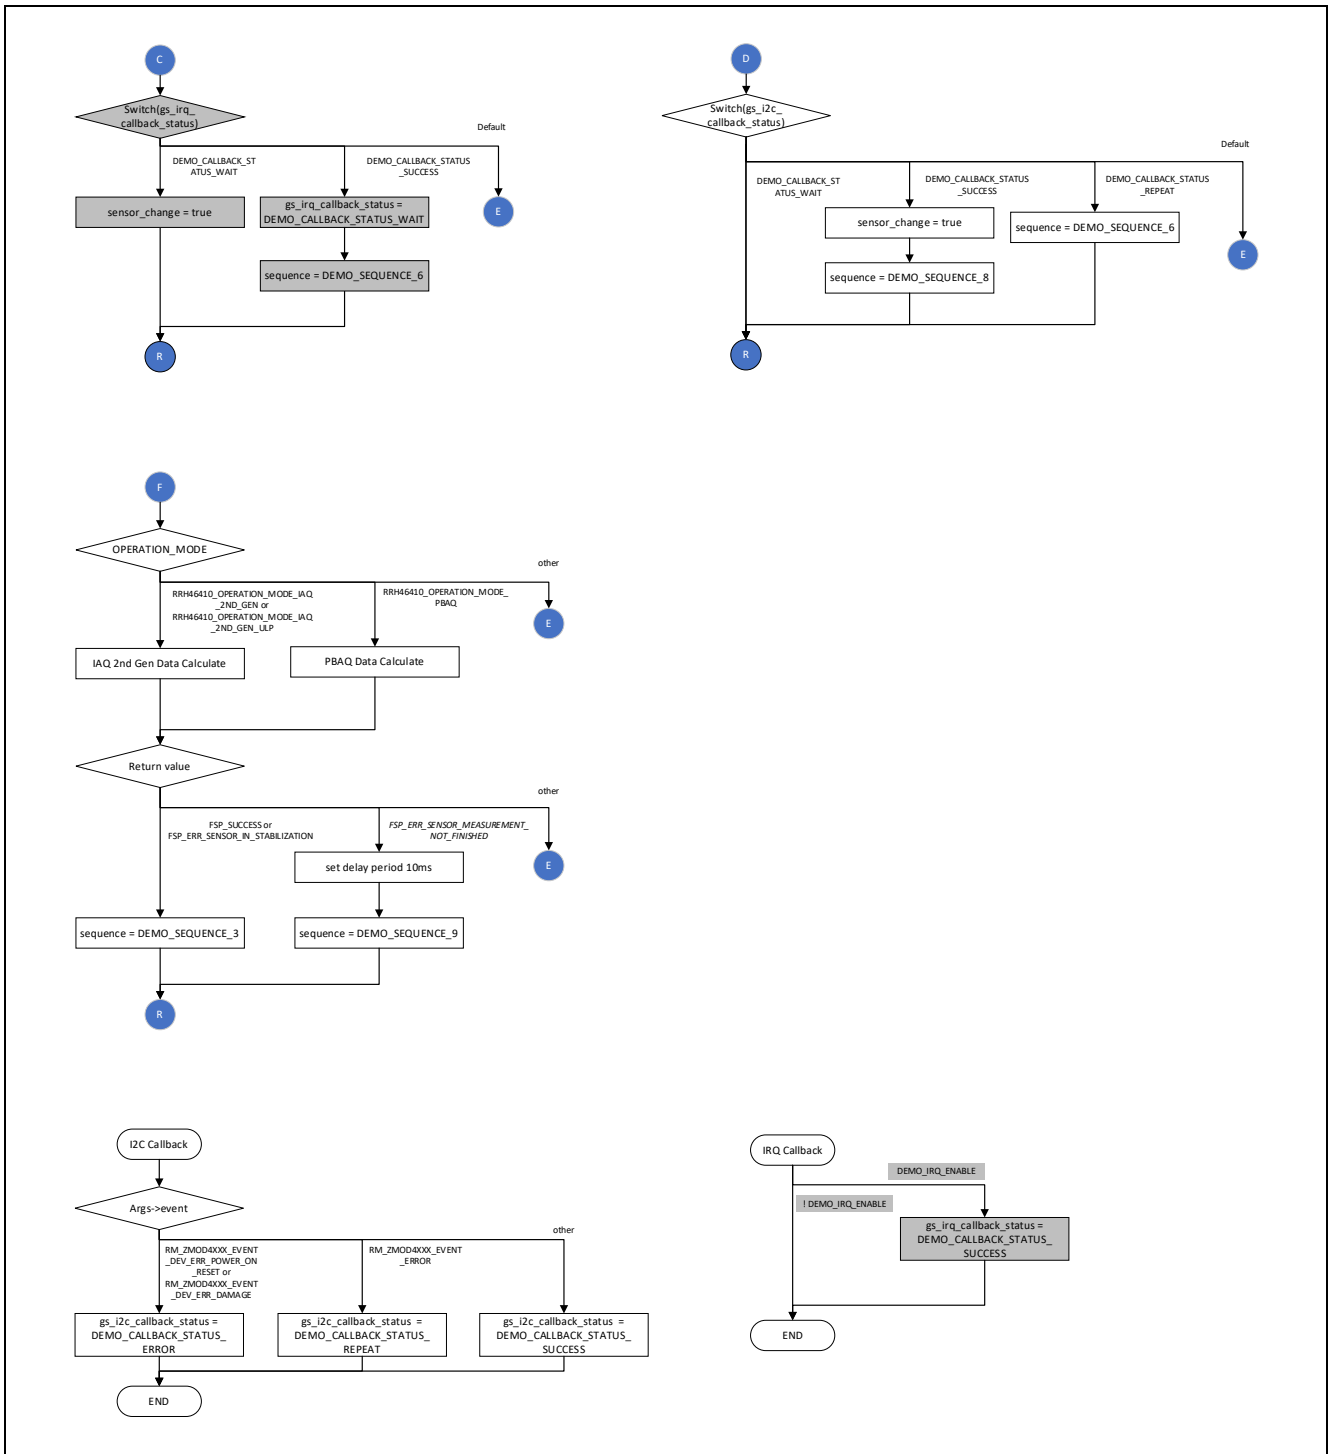 C
Switch(gs_irq_
callback_status)
Default
DEMO_CALLBACK_ST
ATUS_WAIT
DEMO_CALLBACK_STATUS
_SUCCESS
sensor_change = true
gs_irq_callback_status =
DEMO_CALLBACK_STATUS_WAIT
E
sequence = DEMO_SEQUENCE_6
R
D
Switch(gs_i2c_
callback_status)
Default
DEMO_CALLBACK_ST
ATUS_WAIT
DEMO_CALLBACK_STATUS
_SUCCESS
DEMO_CALLBACK_STATUS
_REPEAT
sensor_change = true
sequence = DEMO_SEQUENCE_6
E
sequence = DEMO_SEQUENCE_8
R
F
OPERATION_MODE
other
RRH46410_OPERATION_MODE_IAQ
_2ND_GEN or
RRH46410_OPERATION_MODE_IAQ
_2ND_GEN_ULP
RRH46410_OPERATION_MODE_
PBAQ
E
IAQ 2nd Gen Data Calculate
PBAQ Data Calculate
Return value
other
FSP_SUCCESS or
FSP_ERR_SENSOR_IN_STABILIZATION
FSP_ERR_SENSOR_MEASUREMENT_
NOT_FINISHED
set delay period 10ms
E
sequence = DEMO_SEQUENCE_3
sequence = DEMO_SEQUENCE_9
R
I2C Callback
Args->event
other
RM_ZMOD4XXX_EVENT
_DEV_ERR_POWER_ON
_RESET or
RM_ZMOD4XXX_EVENT
_DEV_ERR_DAMAGE
RM_ZMOD4XXX_EVENT
_ERROR
gs_i2c_callback_status =
DEMO_CALLBACK_STATUS_
ERROR
gs_i2c_callback_status =
DEMO_CALLBACK_STATUS_
REPEAT
gs_i2c_callback_status =
DEMO_CALLBACK_STATUS_
SUCCESS
END
IRQ Callback
DEMO_IRQ_ENABLE
! DEMO_IRQ_ENABLE
gs_irq_callback_status =
DEMO_CALLBACK_STATUS_
SUCCESS
END